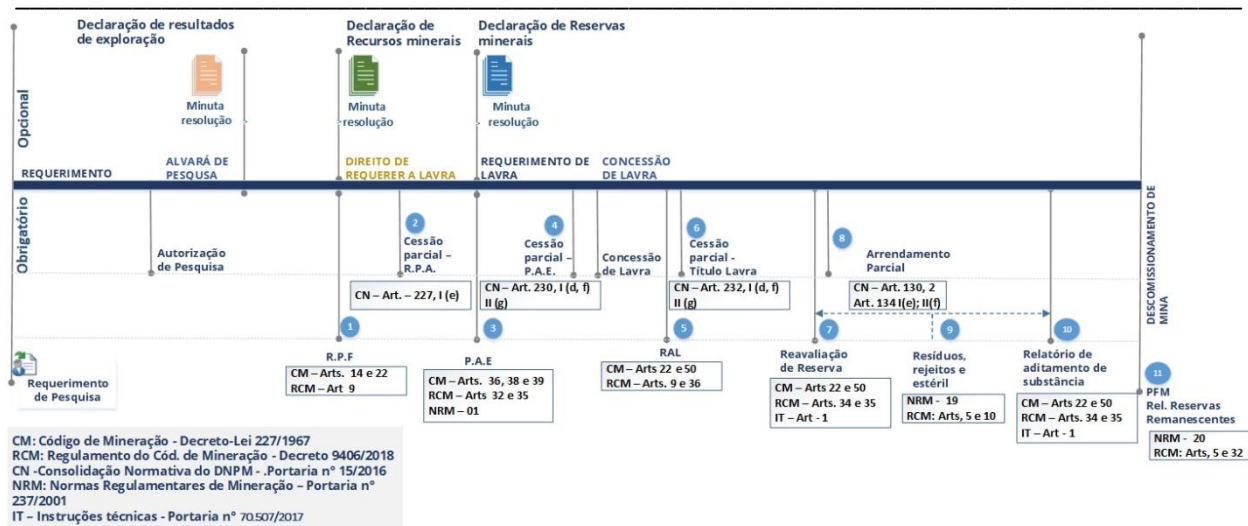 Declaração de resultados
de exploração
Declaração de
Recursos minerais
Declaração de Reservas
minerais
Minuta
resolução
Minuta
resolução
Minuta
resolução
Opcional
REQUERIMENTO
ALVARÁ DE
PESQUSA
DIREITO DE
REQUERER A LAVRA
REQUERIMENTO DE
LAVRA
CONCESSÃO
DE LAVRA
Obrigatório
Autorização
de Pesquisa
2
Cessão
parcial –
R.P.A.
CN – Art. – 227, I (e)
4
Cessão
parcial –
P.A.E.
CN – Art. 230, I (d, f)
II (g)
Concessão
de Lavra
6
Cessão
parcial -
Título Lavra
CN – Art. 232, I (d, f)
II (g)
8
Arrendamento
Parcial
CN – Art. 130, 2
Art. 134 I(e); II(f)
DESCOMISSIONAMENTO DE
MINA
Requerimento
de Pesquisa
1
R.P.F
CM – Arts. 14 e 22
RCM – Art 9
3
P.A.E
CM – Arts. 36, 38 e 39
RCM – Arts 32 e 35
NRM – 01
5
RAL
CM – Arts 22 e 50
RCM – Arts. 9 e 36
7
Reavaliação
de Reserva
CM – Arts 22 e 50
RCM – Arts. 34 e 35
IT – Art - 1
9
Resíduos,
rejeitos e
estéril
NRM - 19
RCM: Arts, 5 e 10
10
Relatório de
aditamento de
substância
CM – Arts 22 e 50
RCM – Arts. 34 e 35
IT – Art - 1
11
PFM
Rel. Reservas
Remanescentes
NRM - 20
RCM: Arts, 5 e 32
CM: Código de Mineração - Decreto-Lei 227/1967
RCM: Regulamento do Cód. de Mineração - Decreto 9406/2018
CN -Consolidação Normativa do DNPM - .Portaria n° 15/2016
NRM: Normas Regulamentares de Mineração – Portaria n°
237/2001
IT – Instruções técnicas - Portaria n° 70.507/2017